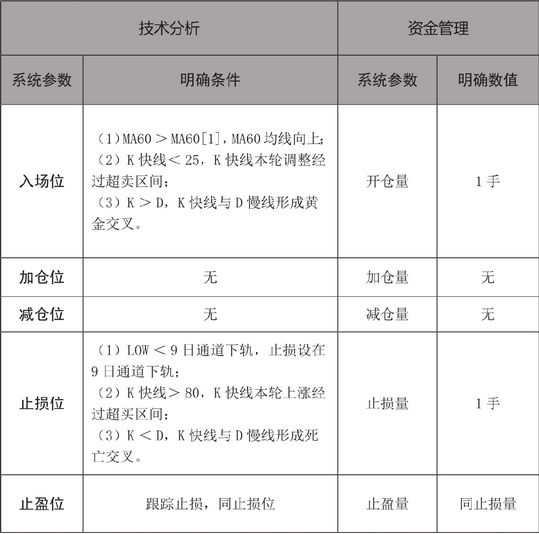 技术分析 资金管理
系统参数 明确条件 系统参数 明确数值
(1)MA60＞MA60[1],MA60均线向上;
(2) K 快线＜25，K 快线本轮调整经
过超卖区间;
入场位 开仓量 1 手
(3) K＞D，K 快线与 D 慢线形成黄
金交叉。
加仓位 无 加仓量 无
减仓位 无 减仓量 无
(1) LOW＜9 日通道下轨，止损设在
9 日通道下轨;
(2) K 快线＞80，K 快线本轮上涨经
止损位 止损量 1 手
过超买区间;
(3) K＜D，K 快线与 D 慢线形成死
亡交叉。
止盈位 跟踪止损，同止损位 止盈量 同止损量